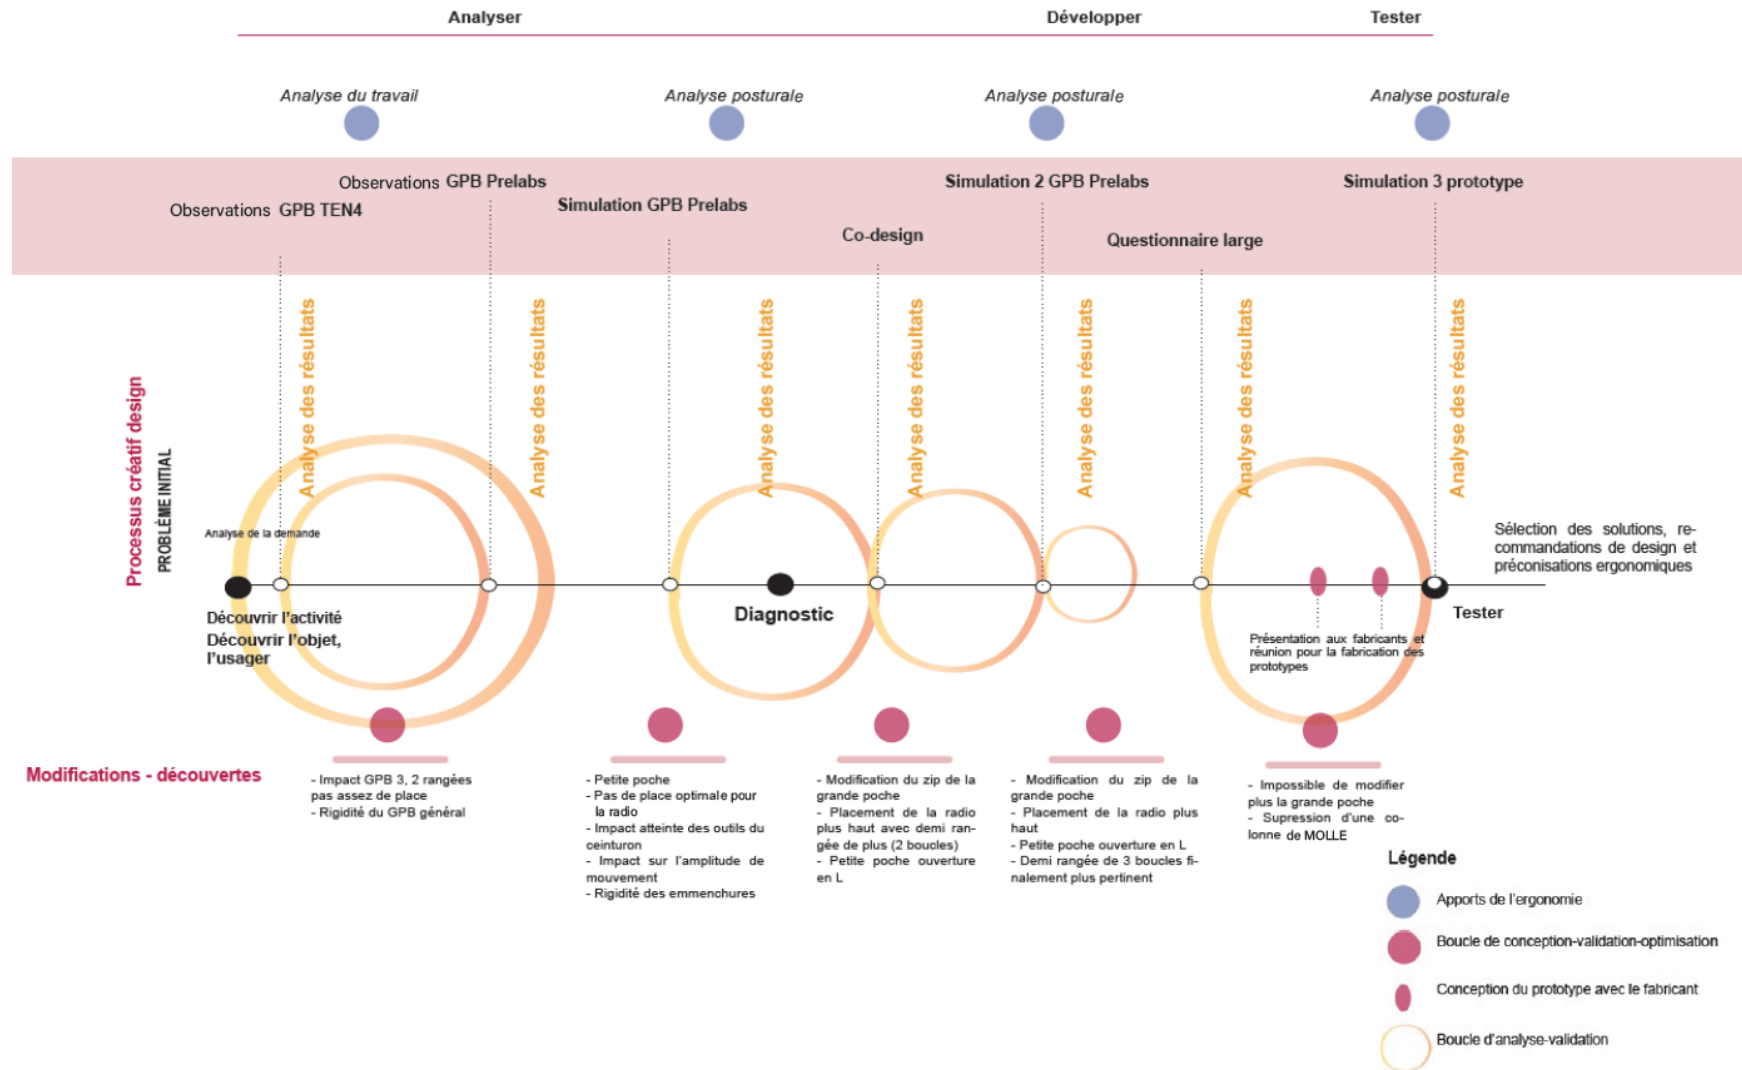 Analyser
Développer
Tester
Analyse du travail
Analyse posturale
Analyse posturale
Analyse posturale
Observations GPB TEN4
Observations GPB Prelabs
Simulation GPB Prelabs
Co-design
Simulation 2 GPB Prelabs
Questionnaire large
Simulation 3 prototype
Analyse des résultats
Analyse des résultats
Analyse des résultats
Analyse des résultats
Analyse des résultats
Analyse des résultats
Analyse des résultats
Processus créatif design
PROBLÈME INITIAL
Analyse de la demande
Découvrir l'activité
Découvrir l'objet,
l'usager
Diagnostic
Présentation aux fabricants et
réunion pour la fabrication des
prototypes
Tester
Sélection des solutions, re-
commandations de design et
préconisations ergonomiques
Modifications - découvertes
- Impact GPB 3, 2 rangées
pas assez de place
- Rigidité du GPB général
- Petite poche
- Pas de place optimale pour
la radio
- Impact atteinte des outils du
ceinturon
- Impact sur l'amplitude de
mouvement
- Rigidité des emmenchures
- Modification du zip de la
grande poche
- Placement de la radio
plus haut avec demi ran-
gée de plus (2 boucles)
- Petite poche ouverture
en L
- Modification du zip de la
grande poche
- Placement de la radio plus
haut
- Petite poche ouverture en L
- Demi rangée de 3 boucles fi-
nalement plus pertinent
- Impossible de modifier
plus la grande poche
- Supression d'une co-
lonne de MOLLE
Légende
Apports de l'ergonomie
Boucle de conception-validation-optimisation
Conception du prototype avec le fabricant
Boucle d'analyse-validation